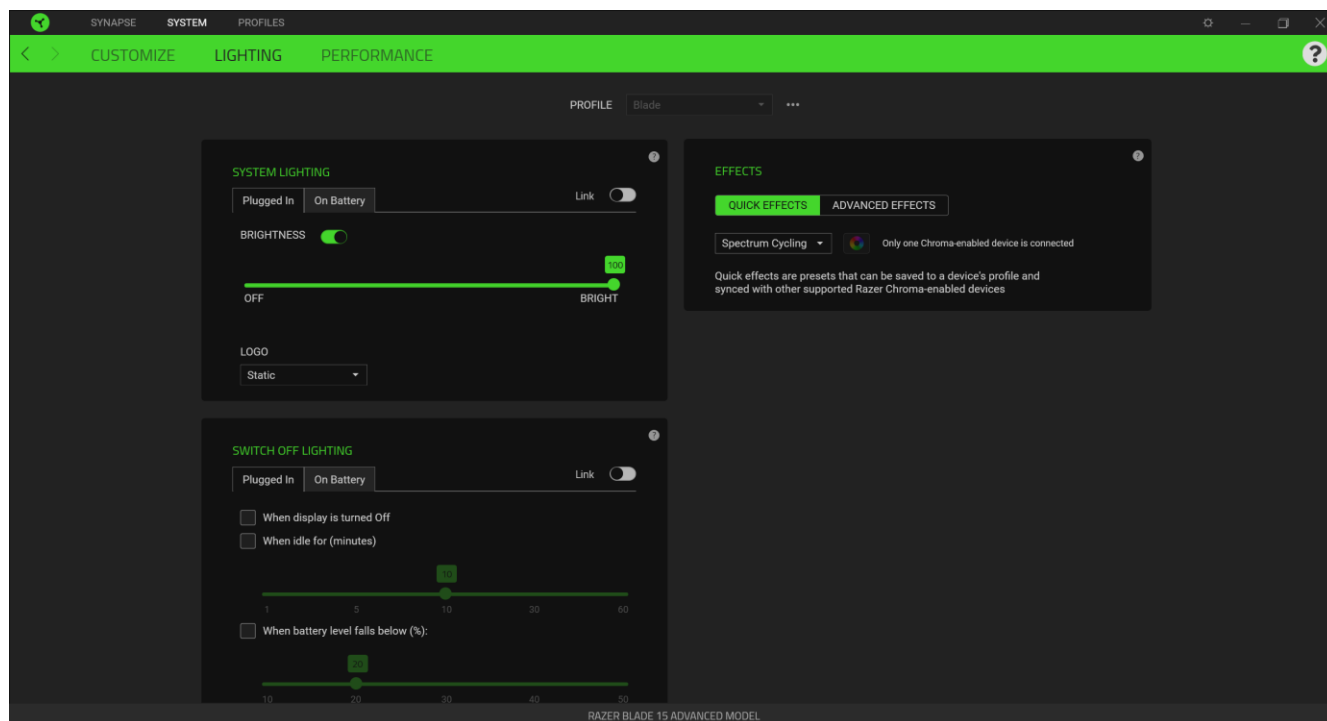 SYNAPSE SYSTEM PROFILES
CUSTOMIZE LIGHTING PERFORMANCE ?
PROFILE Blade
SYSTEM LIGHTING
Plugged In On Battery Link
BRIGHTNESS
100
OFF BRIGHT
LOGO
Static
EFFECTS
QUICK EFFECTS ADVANCED EFFECTS
Spectrum Cycling Only one Chroma-enabled device is connected
Quick effects are presets that can be saved to a device's profile and
synced with other supported Razer Chroma-enabled devices
SWITCH OFF LIGHTING
Plugged In On Battery Link
When display is turned Off
When idle for (minutes)
10
1 5 10 30 60
When battery level falls below (%):
20
10 20 30 40 50
RAZER BLADE 15 ADVANCED MODEL